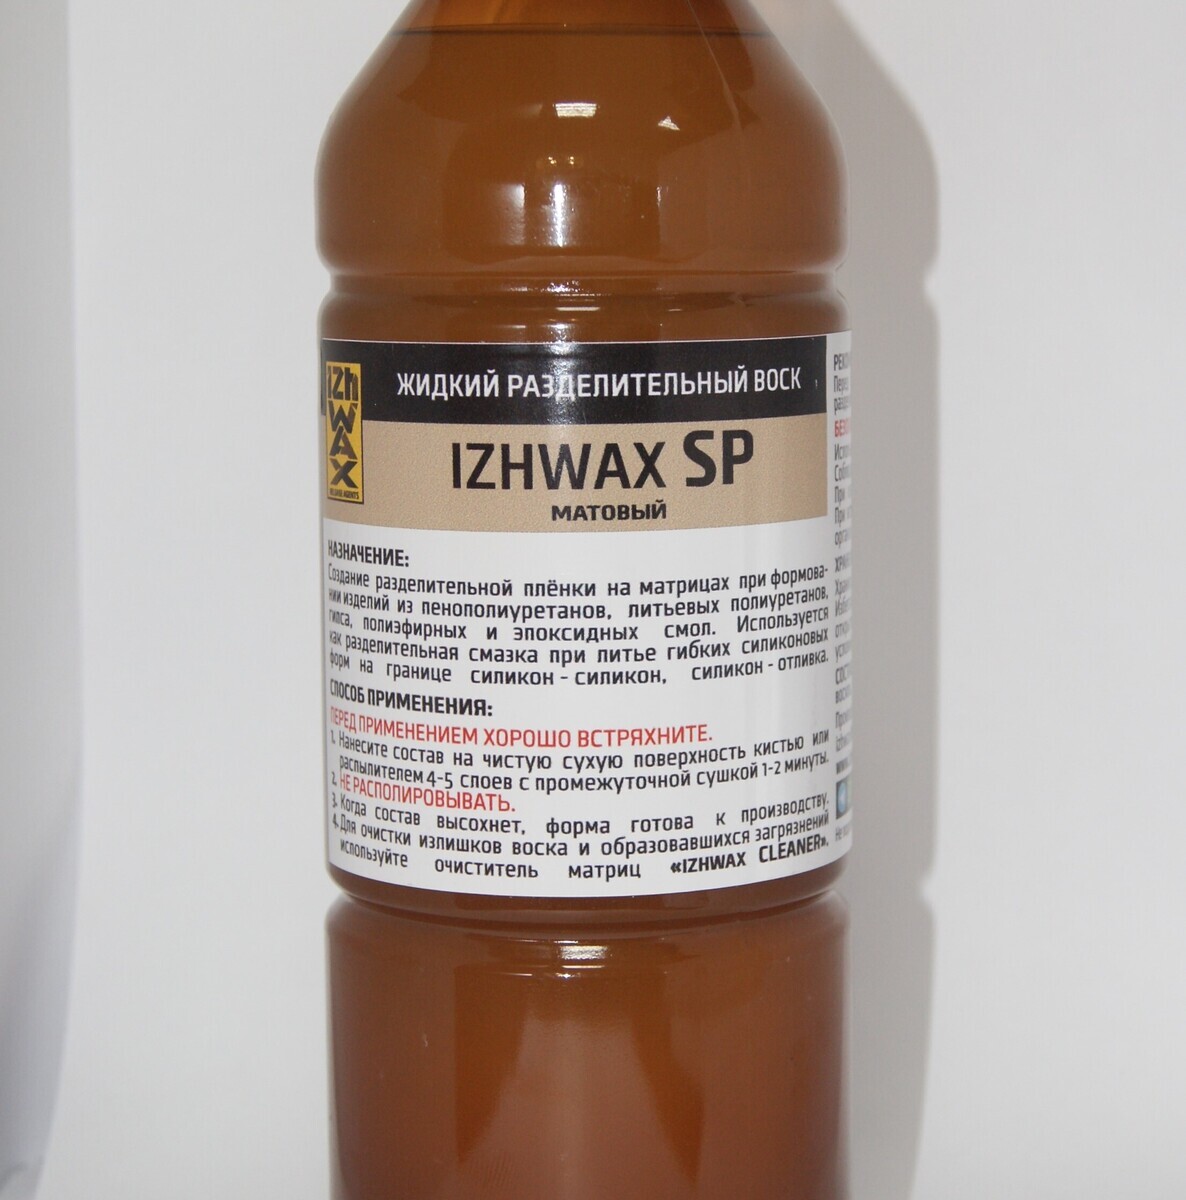 IZh
WAX
RELEASE AGENTS
ЖИДКИЙ РАЗДЕЛИТЕЛЬНЫЙ ВОСК
IZHWAX SP
МАТОВЫЙ
НАЗНАЧЕНИЕ:
Создание разделительной плёнки на матрицах при формова-
нии изделий из пенополиуретанов, литьевых полиуретанов,
гипса, полиэфирных и эпоксидных смол. Используется
как разделительная смазка при литье гибких силиконовых
форм на границе силикон - силикон, силикон - отливка.
СПОСОБ ПРИМЕНЕНИЯ:
ПЕРЕД ПРИМЕНЕНИЕМ ХОРОШО ВСТРЯХНИТЕ.
1. Нанесите состав на чистую сухую поверхность кистью или
распылителем 4-5 слоев с промежуточной сушкой 1-2 минуты.
2. НЕ РАСПОЛИРОВЫВАТЬ.
3. Когда состав высохнет, форма готова к производству.
4. Для очистки излишков воска и образовавшихся загрязнений
используйте очиститель матриц «IZHWAX CLEANER».